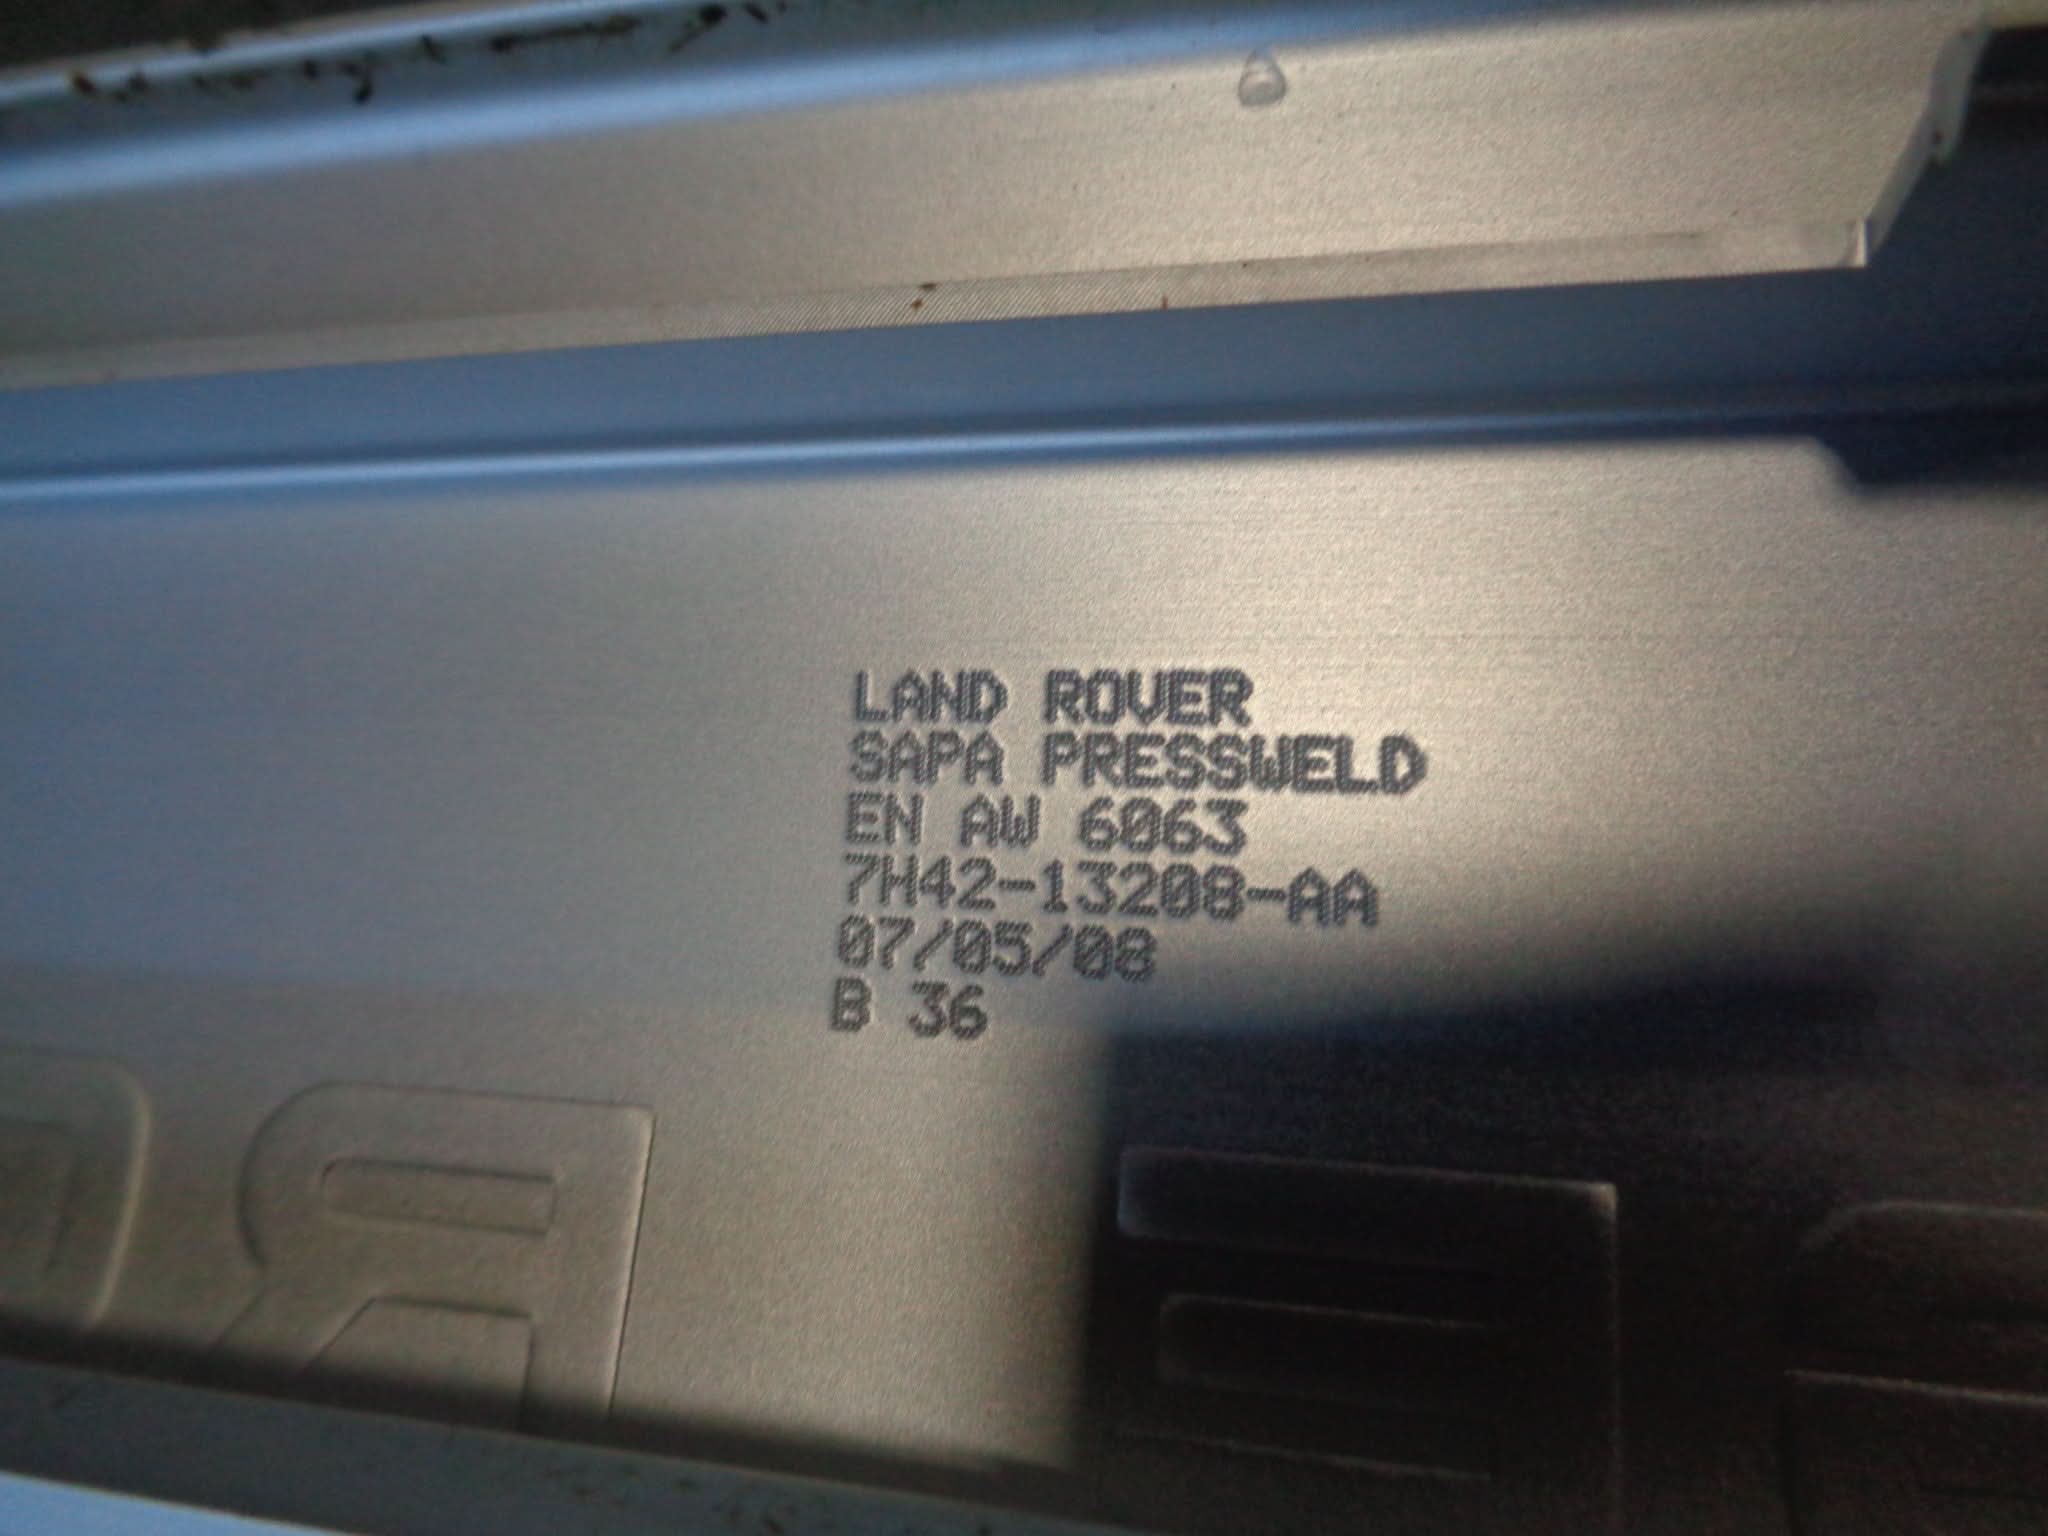 LAND ROVER
SAPA PRESSWELD
EN AW 6063
7H42-13208-AA
07/05/08
B 36